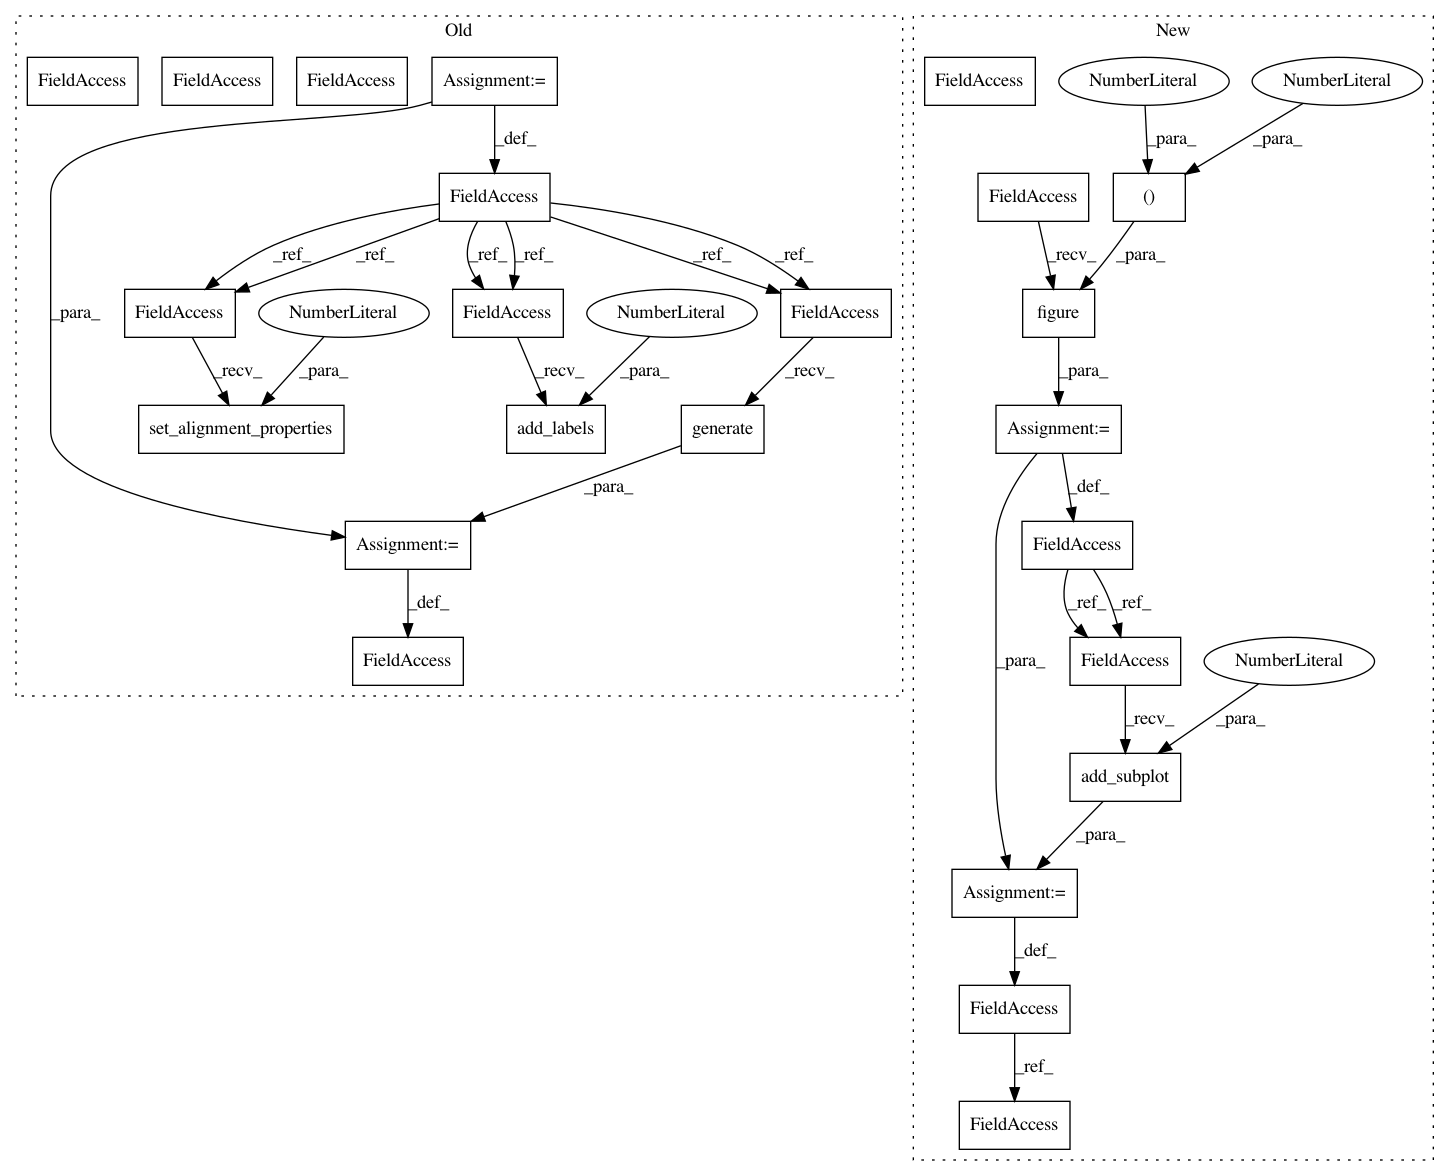 Old
New
FieldAccess
FieldAccess
FieldAccess
Assignment:=
FieldAccess
NumberLiteral
NumberLiteral
_def_
_para_
_para_
FieldAccess
FieldAccess
()
_ref_
_ref_
_ref_
_ref_
_ref_
_ref_
_recv_
_para_
_para_
FieldAccess
NumberLiteral
FieldAccess
NumberLiteral
FieldAccess
figure
_recv_
_para_
_recv_
_para_
_recv_
_para_
set_alignment_properties
add_labels
generate
Assignment:=
_para_
_def_
Assignment:=
FieldAccess
_def_
_ref_
_ref_
_para_
FieldAccess
FieldAccess
NumberLiteral
_recv_
_para_
add_subplot
_para_
Assignment:=
_def_
FieldAccess
_ref_
FieldAccess